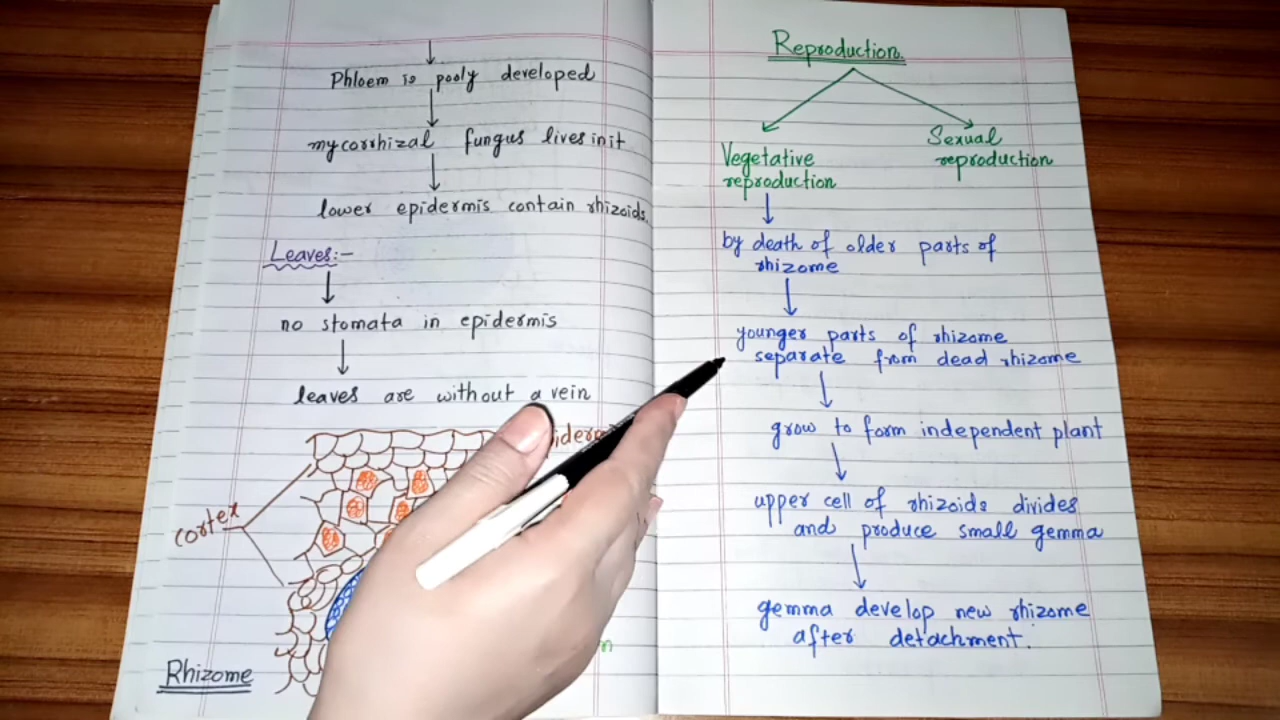 Phloem is pooly developed
mycorrhizal fungus lives in it
lower epidermis contain rhizoids.
Leaves:-
no stomata in epidermis
leaves are without a vein
cortex
Rhizome
Reproduction.
Vegetative
reproduction
Sexual
reproduction
by death of older parts of
rhizome
younger parts of rhizome
separate from dead rhizome
grow to form independent plant
upper cell of rhizoids divides
and produce small gemma
gemma develop new rhizome
after detachment.